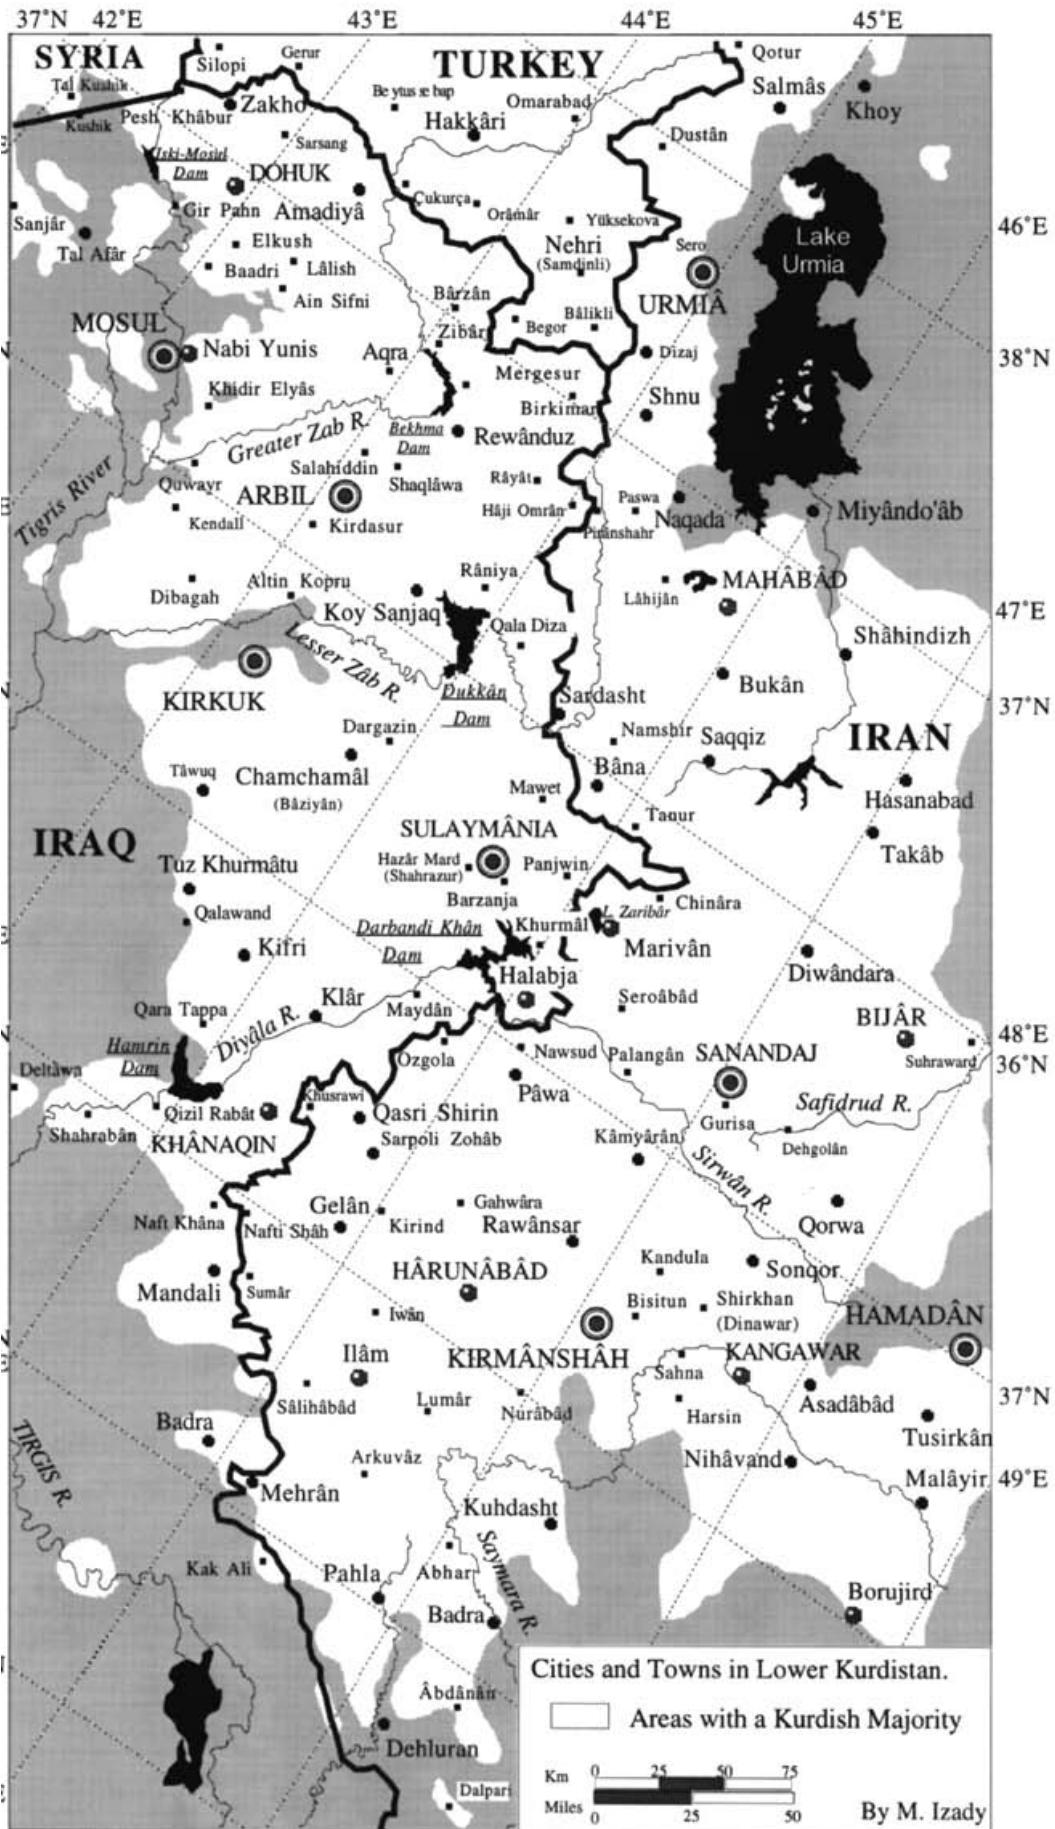 37°N 42°E 43°E 44°E 45°E
SYRIA
TURKEY
Gerur
Qotur
Silopi
Tal Kushik
Be ytus se bap
Salmâs
Khoy
Omarabad
Zakho
Pesh Khâbur
Kushik
Hakkâri
Sarsang
Dustân
Iski-Mosul
Dam
DOHUK
Amadiyâ
Çukurça
Orâmâr
Yüksekova
Gir Pahn
Sanjâr
Tal Afâr
Elkush
Nehri
(Samdinli)
Sero
Lake
Urmia
46°E
Baadri
Lâlish
Ain Sifni
Bârzân
URMIÂ
MOSUL
Zibâr
Begor
Bâlikli
Nabi Yunis
Aqra
Dizaj
38°N
Mergesur
Khidir Elyâs
Birkimar
Shnu
Greater Zab R.
Bekhma
Dam
Rewânduz
Salahiddin
Tigris River
Quwayr
ARBIL
Shaqlâwa
Râyât
Paswa
Kendall
Kirdasur
Hâji Omrân
Naqada
Miyândo'âb
Piranshahr
Râniya
Dibagah
Altin Kopru
Koy Sanjaq
Lâhijân
MAHÂBÂD
47°E
Qala Diza
Shâhindizh
Lesser Zâb R.
KIRKUK
Dukkân
Dam
Sardasht
Bukân
37°N
Dargazin
Namshir
Saqqiz
IRAN
Tâwuq
Chamchamâl
(Bâziyân)
Bâna
Mawet
Hasanabad
IRAQ
SULAYMÂNIA
Tanur
Takâb
Tuz Khurmâtu
Hazâr Mard
(Shahrazur)
Panjwin
Barzanja
Qalawand
L. Zaribâr
Chinâra
Darbandi Khân
Dam
Khurmâl
Marivân
Kifri
Halabja
Diwândara
Klâr
Maydân
Seroâbâd
Qara Tappa
Diyâla R.
BIJÂR
48°E
Hamrin
Dam
Ozgola
Nawsud
Palangân
SANANDAJ
Suhraward
36°N
Deltâwa
Pâwa
Khusrawi
Qizil Rabât
Qasri Shirin
Safidrud R.
Shahrabân
KHÂNAQIN
Sarpoli Zohâb
Kâmyârân
Gurisa
Dehgolân
Sirwân R.
Naft Khâna
Nafti Shâh
Gelân
Kirind
Gahwâra
Rawânsar
Qorwa
Kandula
Sonqor
Mandali
Sumâr
HÂRUNÂBÂD
Iwân
Bisitun
Shirkhan
(Dinawar)
HAMADÂN
Ilâm
KIRMÂNSHÂH
KANGAWAR
Sahna
Sâlihâbâd
Lumâr
Nurâbâd
Harsin
Asadâbâd
37°N
Badra
Tusirkân
TIRGIS R.
Arkuvâz
Nihâvand
Malâyir
49°E
Mehrân
Kuhdasht
Kak Ali
Pahla
Abhar
Saymara R.
Badra
Borujird
Cities and Towns in Lower Kurdistan.
Areas with a Kurdish Majority
Âbdânân
Dehluran
Dalpari
Km 0 25 50 75
Miles 0 25 50
By M. Izady